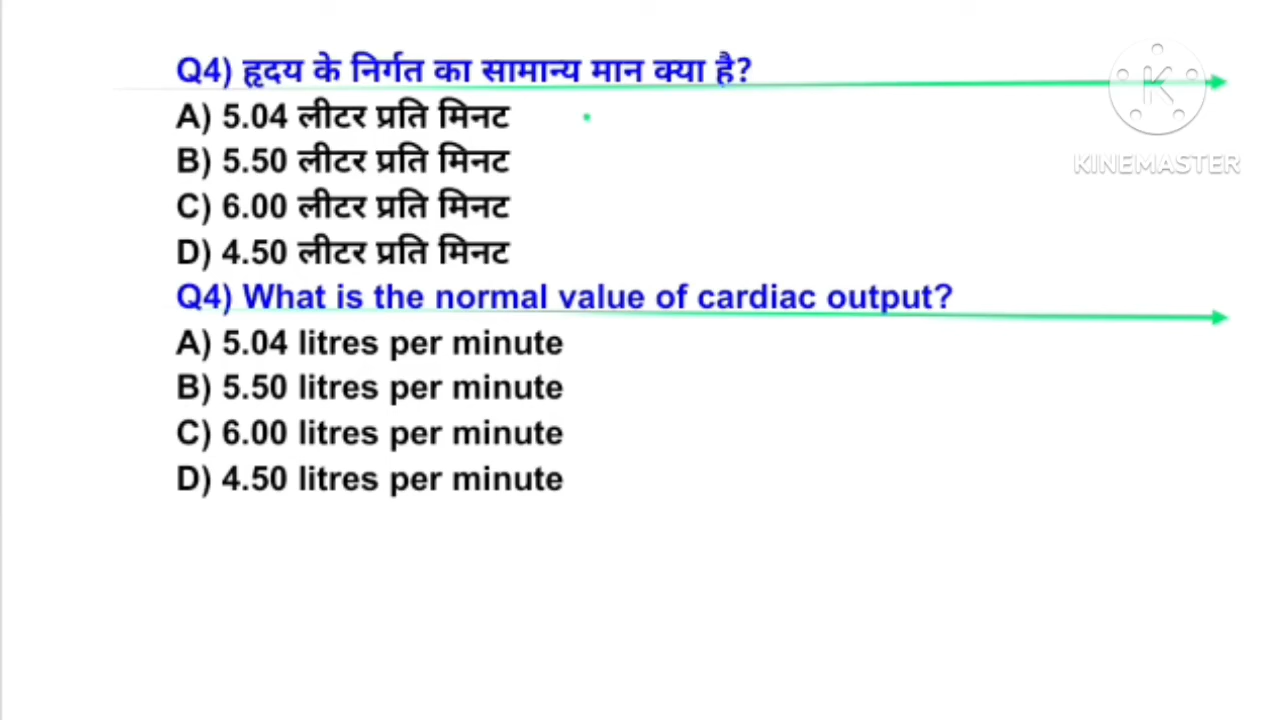 Q4) हृदय के निर्गत का सामान्य मान क्या है?
A) 5.04 लीटर प्रति मिनट
B) 5.50 लीटर प्रति मिनट
C) 6.00 लीटर प्रति मिनट
D) 4.50 लीटर प्रति मिनट
Q4) What is the normal value of cardiac output?
A) 5.04 litres per minute
B) 5.50 litres per minute
C) 6.00 litres per minute
D) 4.50 litres per minute
K
KINEMASTER